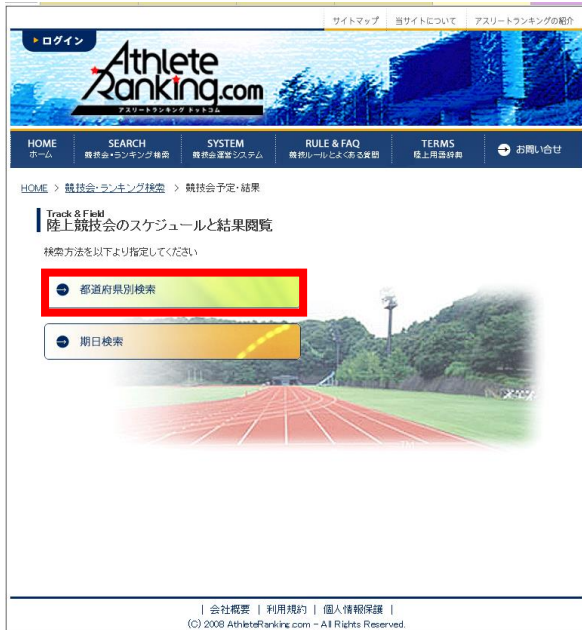 サイトマップ 当サイトについて アスリートランキングの紹介
ログイン
Athlete
Ranking.com
アスリートランキング ドットコム
HOME SEARCH SYSTEM RULE & FAQ TERMS
ホーム 競技会・ランキング検索 競技会運営システム 競技ルールとよくある質問 陸上用語辞典 お問い合せ
HOME > 競技会・ランキング検索 > 競技会予定・結果
Track & Field
陸上競技会のスケジュールと結果閲覧
検索方法を以下より指定してください
都道府県別検索
期日検索
| 会社概要 | 利用規約 | 個人情報保護 |
(C) 2008 AthleteRanking.com - All Rights Reserved.